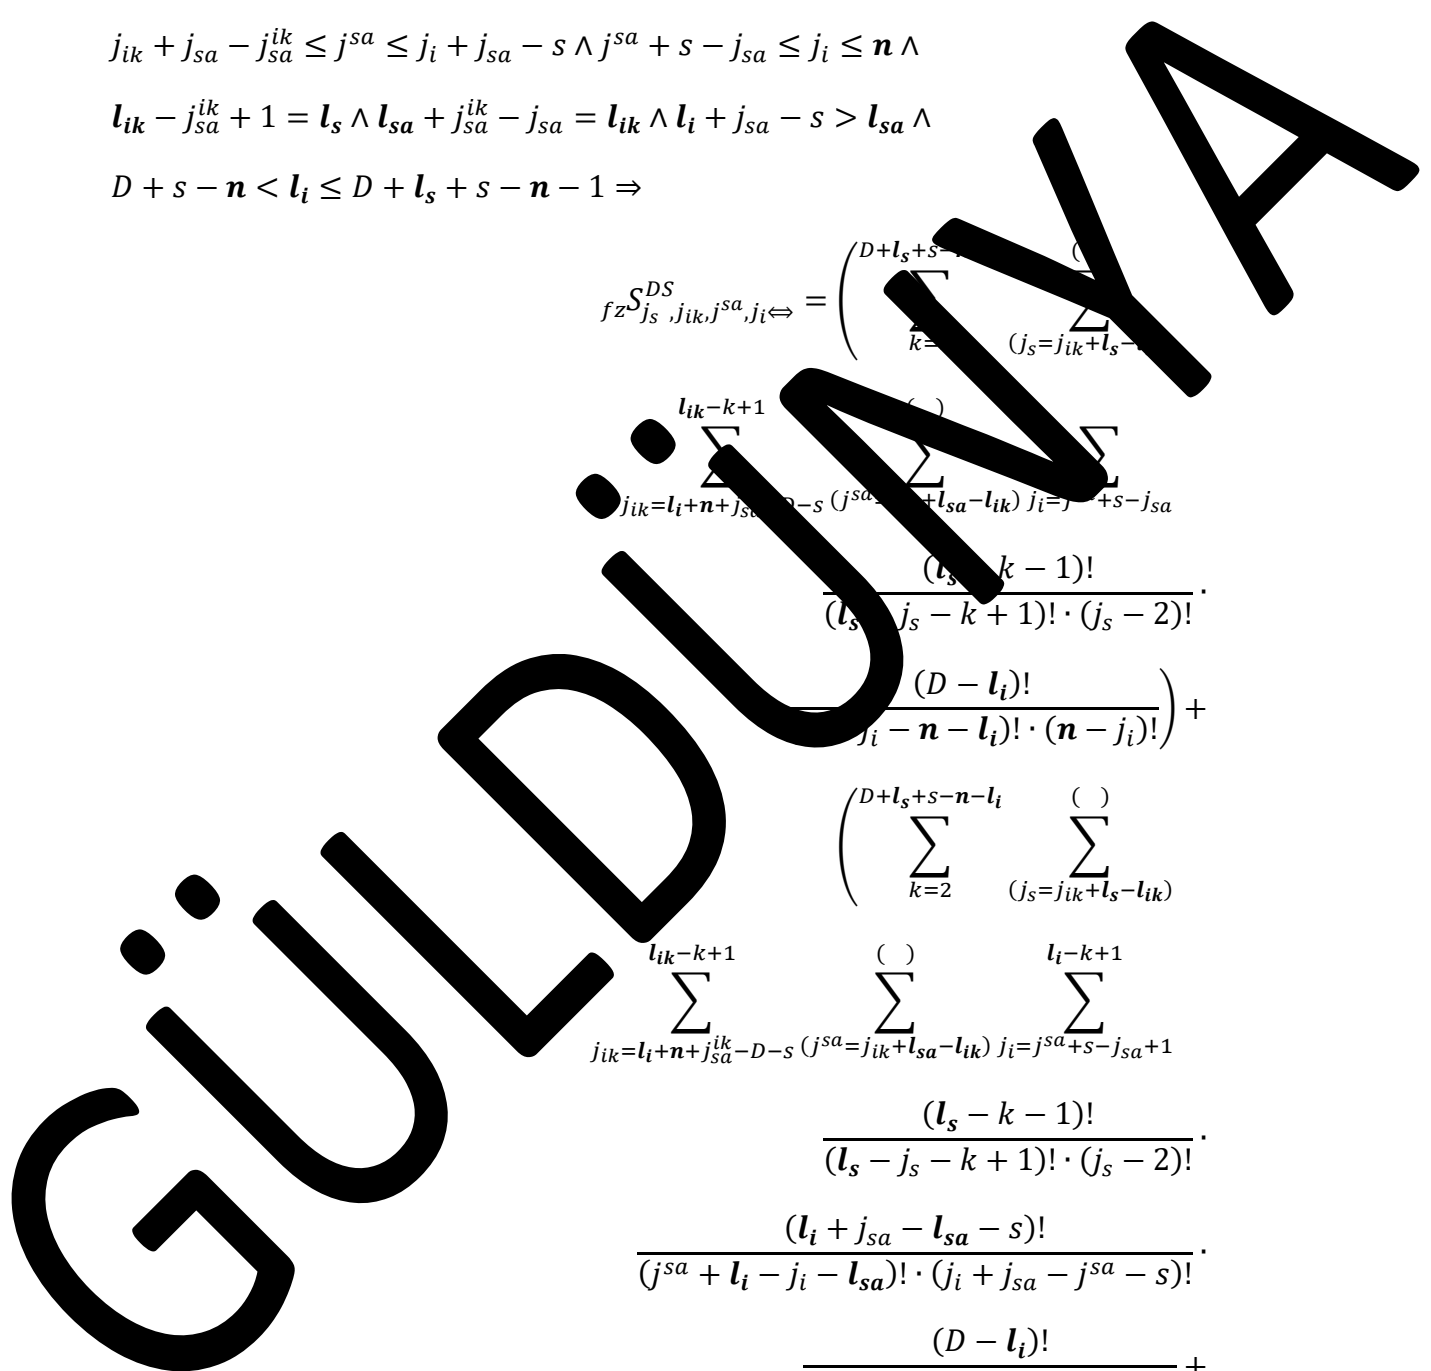 j_{ik} + j_{sa} − j_{sa}^{ik} ≤ j^{sa} ≤ j_i + j_{sa} − s ∧ j^{sa} + s − j_{sa} ≤ j_i ≤ n ∧
l_{ik} − j_{sa}^{ik} + 1 = l_s ∧ l_{sa} + j_{sa}^{ik} − j_{sa} = l_{ik} ∧ l_i + j_{sa} − s > l_{sa} ∧
D + s − n < l_i ≤ D + l_s + s − n − 1 ⇒
_{fz}S^{DS}_{j_s ,j_{ik},j^{sa},j_i⇔} = ( D+l_s+s− ∑ k= ( ∑ (j_s=j_{ik}+l_s−
l_{ik}−k+1 ( )
∑ ∑ ∑
j_{ik}=l_i+n+j D−s (j^{sa} +l_{sa}−l_{ik}) j_i=j +s−j_{sa}
(l_s k − 1)!
(l_s j_s − k + 1)! · (j_s − 2)! ·
(D − l_i)!
j_i − n − l_i)! · (n − j_i)! ) +
( D+l_s+s−n−l_i ( )
∑ ∑
k=2 (j_s=j_{ik}+l_s−l_{ik})
l_{ik}−k+1 ( ) l_i−k+1
∑ ∑ ∑
j_{ik}=l_i+n+j_{sa}^{ik}−D−s (j^{sa}=j_{ik}+l_{sa}−l_{ik}) j_i=j^{sa}+s−j_{sa}+1
(l_s − k − 1)!
(l_s − j_s − k + 1)! · (j_s − 2)! ·
(l_i + j_{sa} − l_{sa} − s)!
(j^{sa} + l_i − j_i − l_{sa})! · (j_i + j_{sa} − j^{sa} − s)! ·
(D − l_i)!
+
GÜLDÜNYA